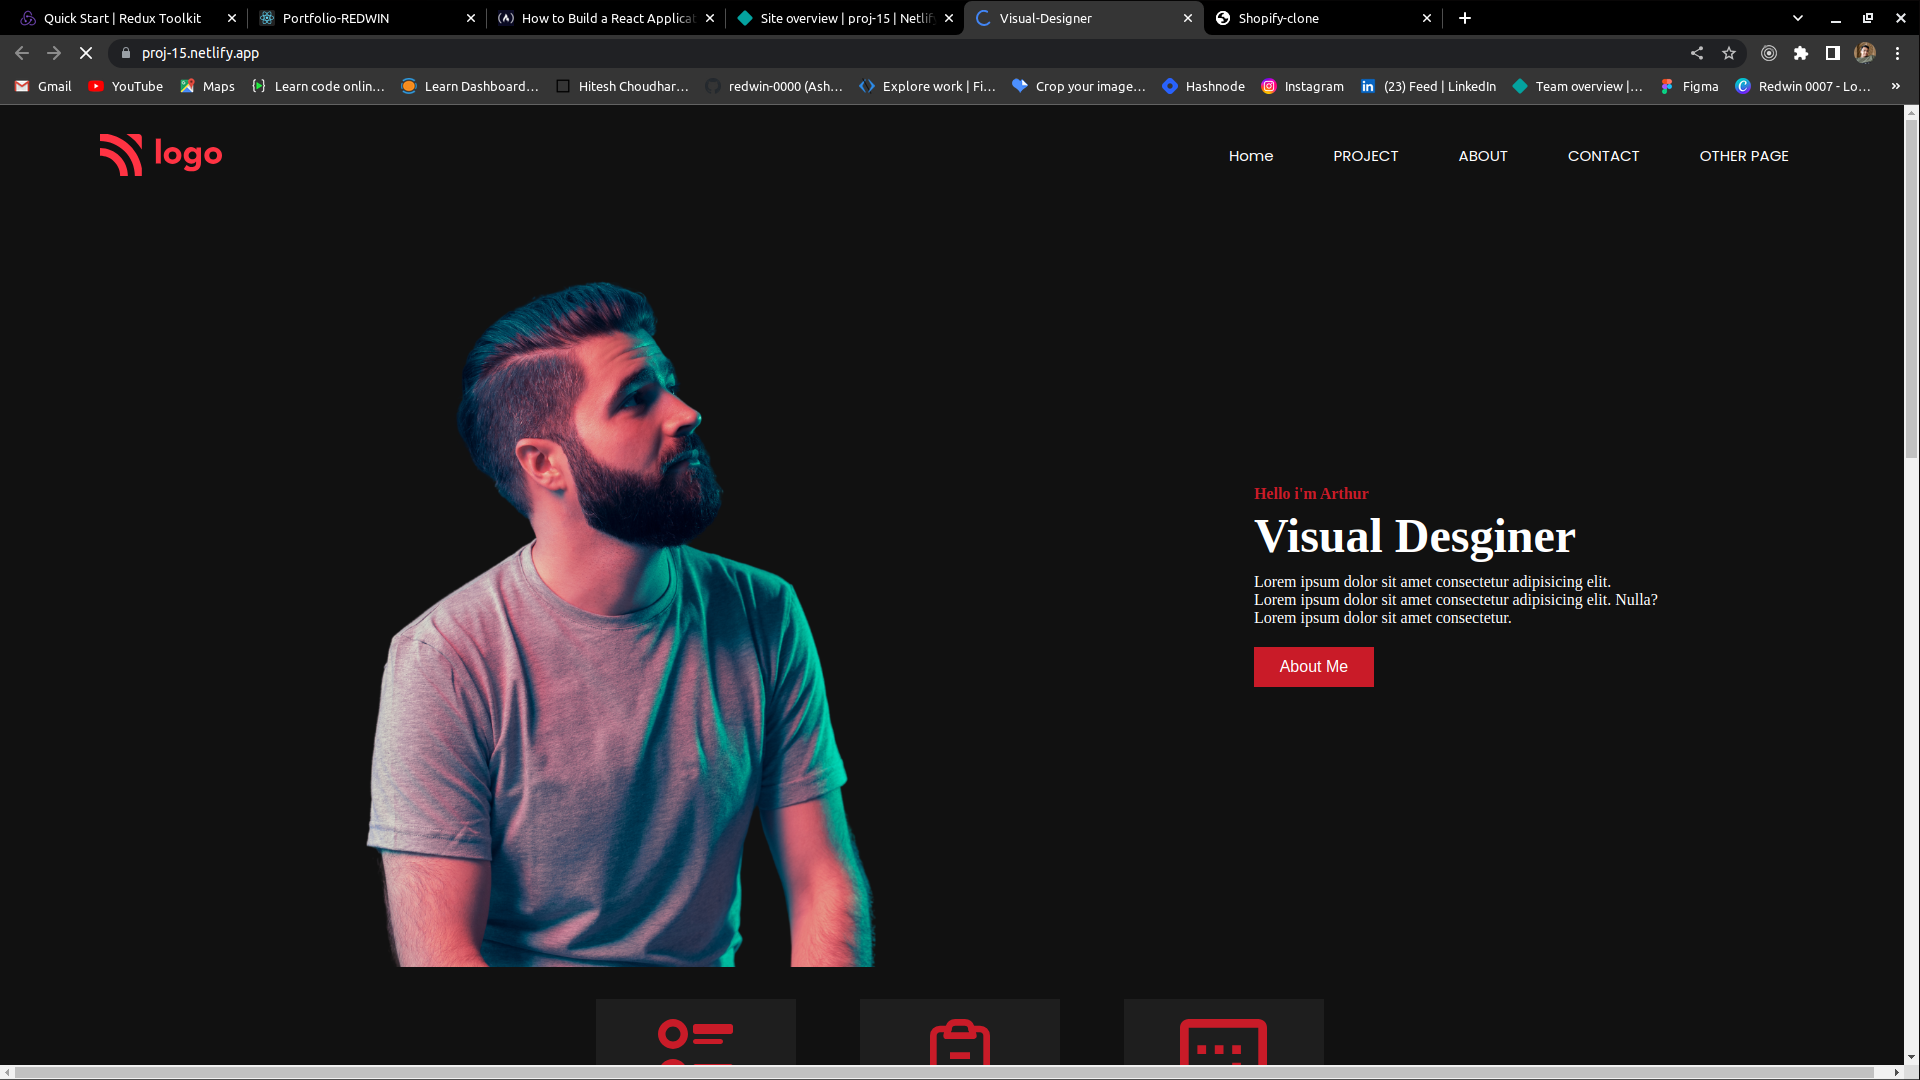 Quick Start | Redux Toolkit
Portfolio-REDWIN
How to Build a React Applicat
Site overview | proj-15 | Netlify
Visual-Designer
Shopify-clone
proj-15.netlify.app
Gmail
YouTube
Maps
Learn code onlin...
Learn Dashboard...
Hitesh Choudhar...
redwin-0000 (Ash...
Explore work | Fi...
Crop your image...
Hashnode
Instagram
(23) Feed | LinkedIn
Team overview |...
Figma
Redwin 0007 - Lo...
logo
Home
PROJECT
ABOUT
CONTACT
OTHER PAGE
Hello i'm Arthur
Visual Desginer
Lorem ipsum dolor sit amet consectetur adipisicing elit.
Lorem ipsum dolor sit amet consectetur adipisicing elit. Nulla?
Lorem ipsum dolor sit amet consectetur.
About Me